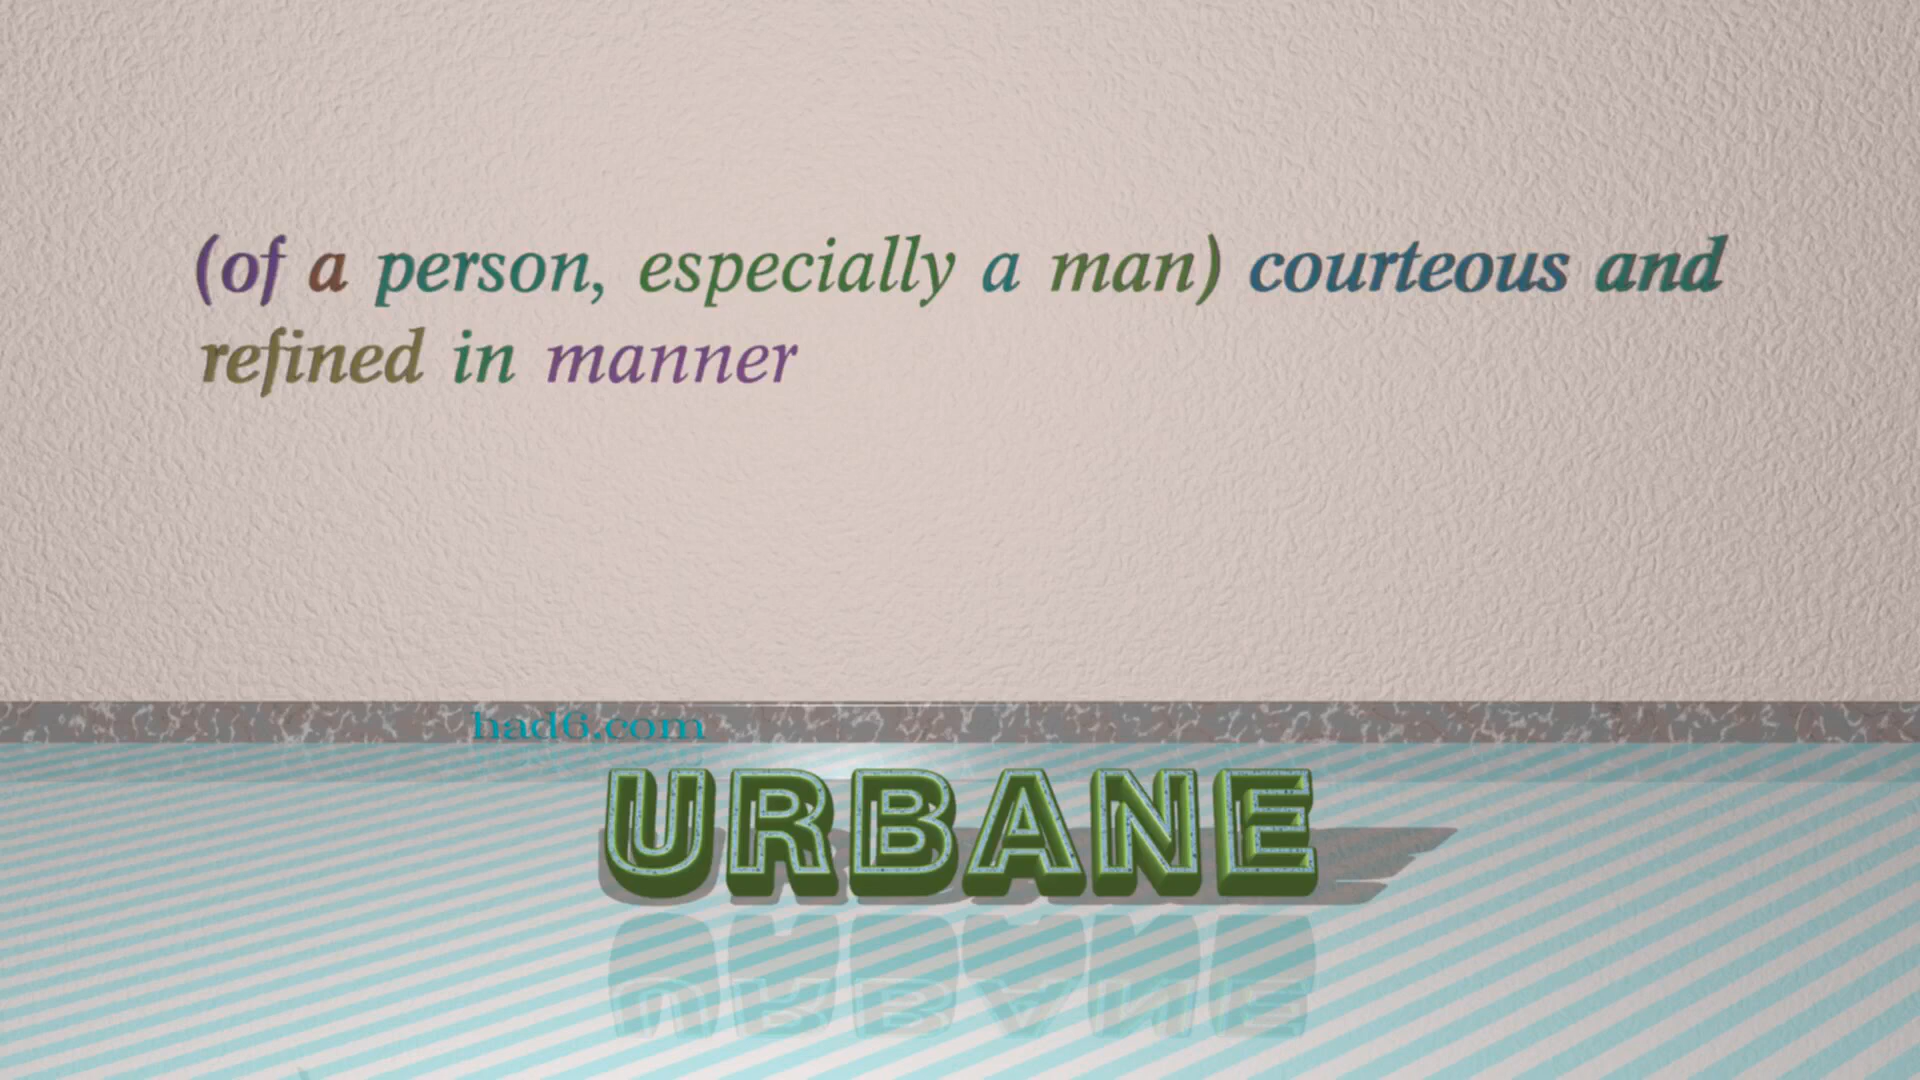 (of a person, especially a man) courteous and
refined in manner
had6.com
URBANE